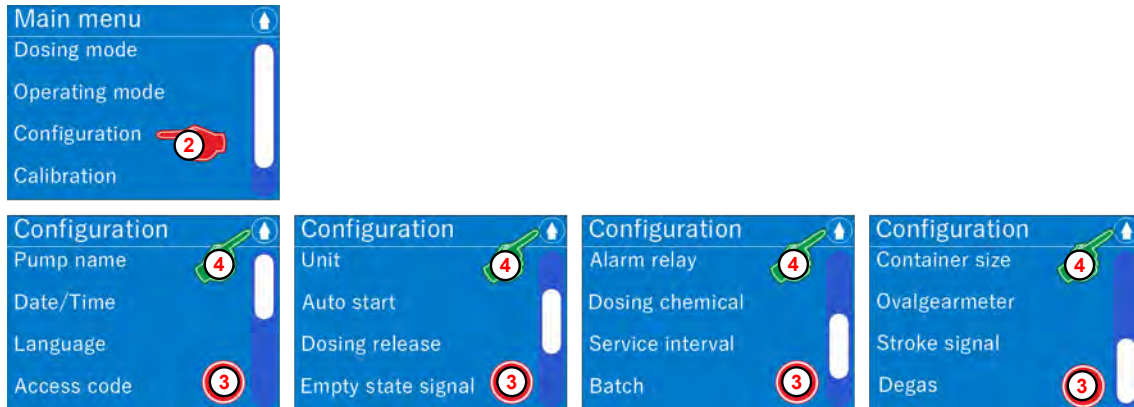 Main menu
Dosing mode
Operating mode
Configuration
2
Calibration
Configuration
Pump name
4
Date/Time
Language
Access code
3
Configuration
Unit
4
Auto start
Dosing release
Empty state signal
3
Configuration
Alarm relay
4
Dosing chemical
Service interval
Batch
3
Configuration
Container size
4
Ovalgearmeter
Stroke signal
Degas
3